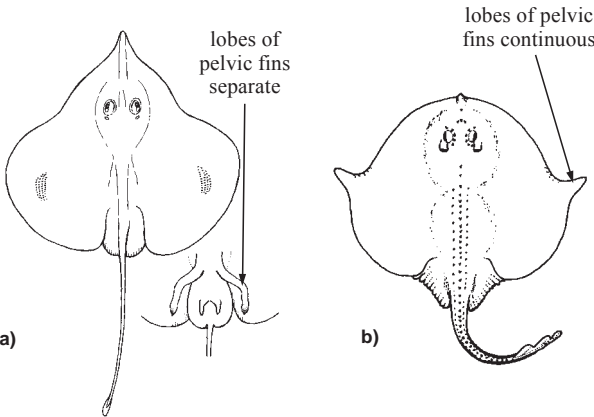 lobes of
pelvic fins
separate
lobes of pelvic
fins continuous
a)
b)